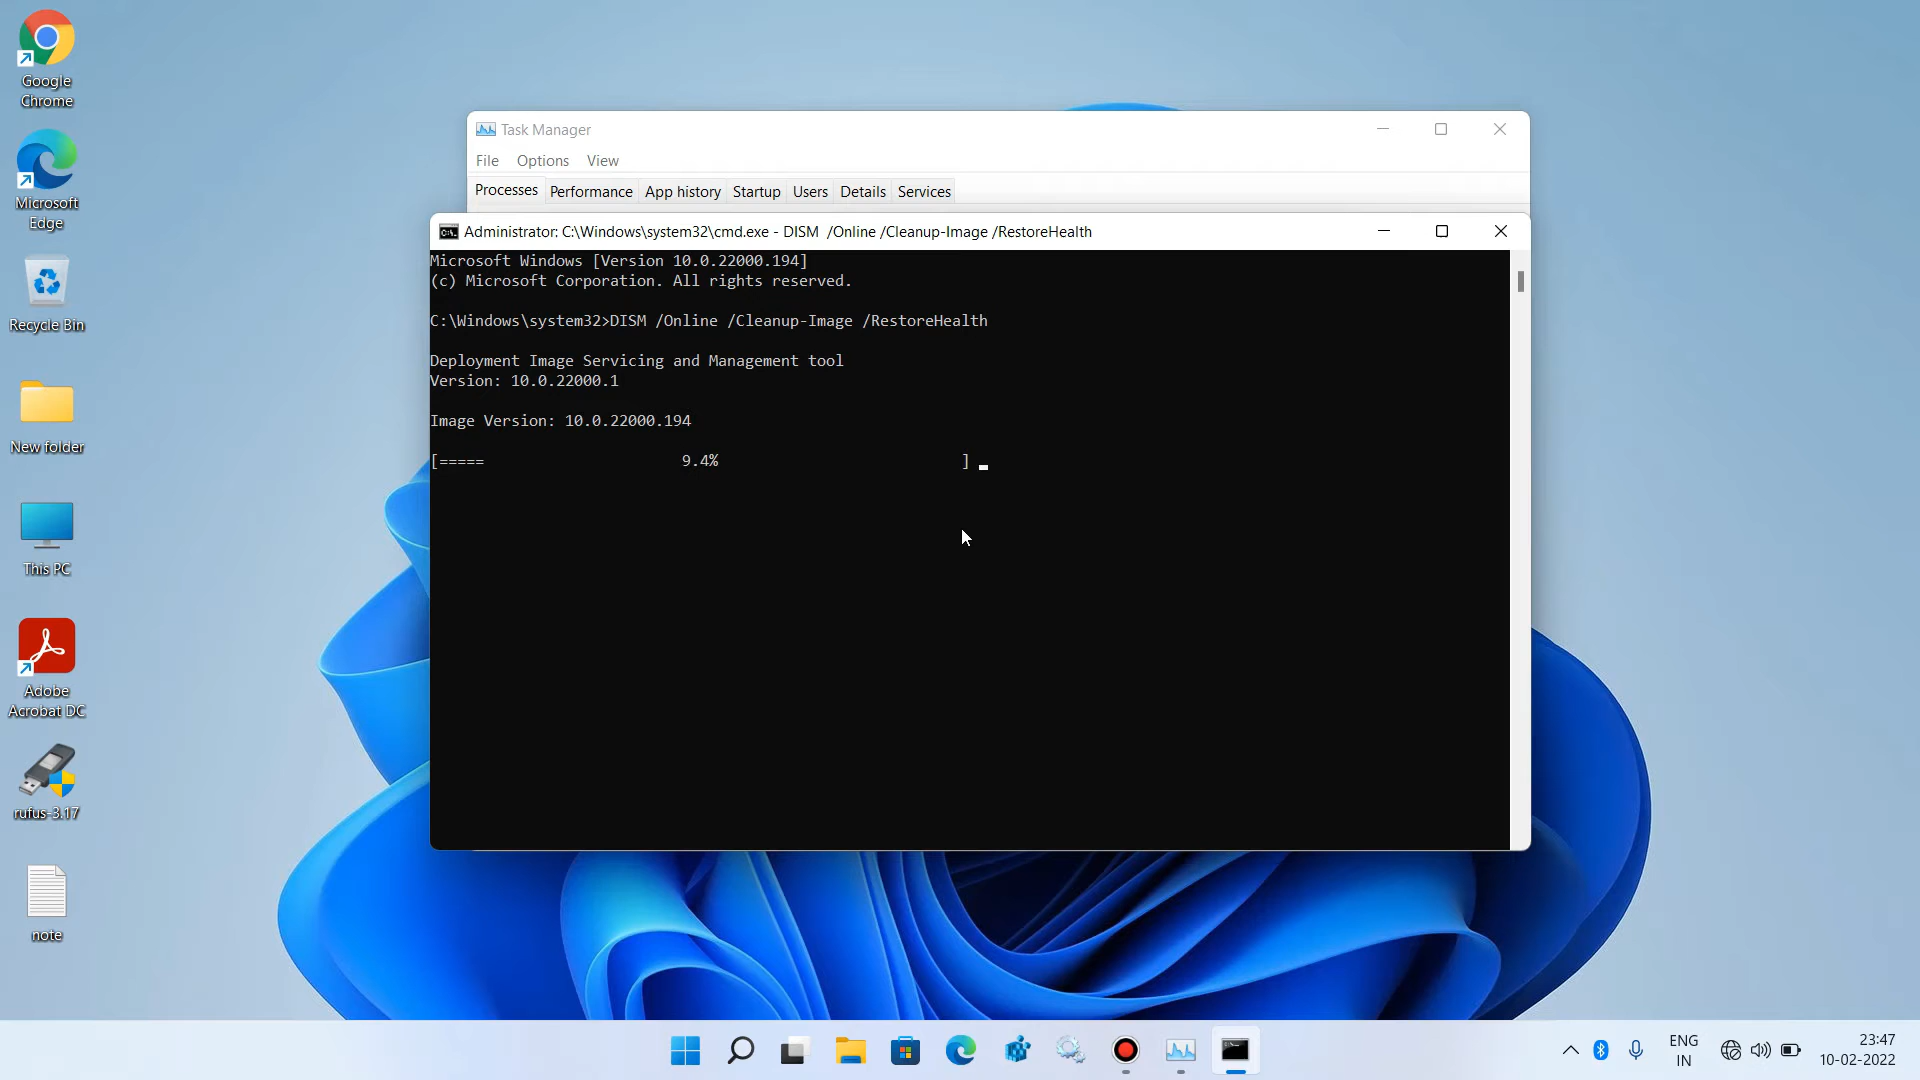 Google
Chrome
Microsoft
Edge
Recycle Bin
New folder
This PC
Adobe
Acrobat DC
rufus-3.17
note
Task Manager
File Options View
Processes Performance App history Startup Users Details Services
Administrator: C:\Windows\system32\cmd.exe - DISM  /Online /Cleanup-Image /RestoreHealth
Microsoft Windows [Version 10.0.22000.194]
(c) Microsoft Corporation. All rights reserved.
C:\Windows\system32>DISM /Online /Cleanup-Image /RestoreHealth
Deployment Image Servicing and Management tool
Version: 10.0.22000.1
Image Version: 10.0.22000.194
[=====                      9.4%                           ]
ENG
IN
23:47
10-02-2022